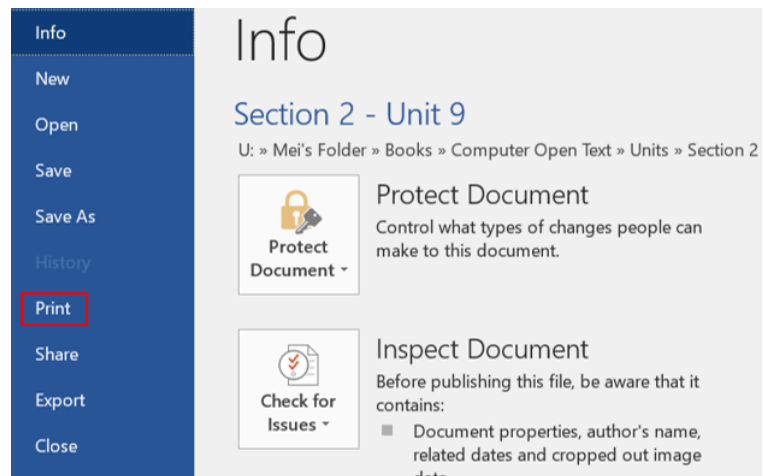 Info
New
Open
Save
Save As
History
Print
Share
Export
Close
Info
Section 2 - Unit 9
U: » Mei's Folder » Books » Computer Open Text » Units » Section 2
Protect
Document
Protect Document
Control what types of changes people can
make to this document.
Check for
Issues
Inspect Document
Before publishing this file, be aware that it
contains:
Document properties, author's name,
related dates and cropped out image